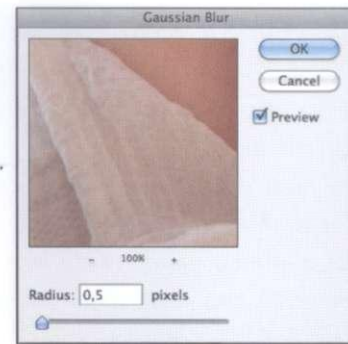 Gaussian Blur
OK
Cancel
Preview
- 100% +
Radius: 0,5 pixels